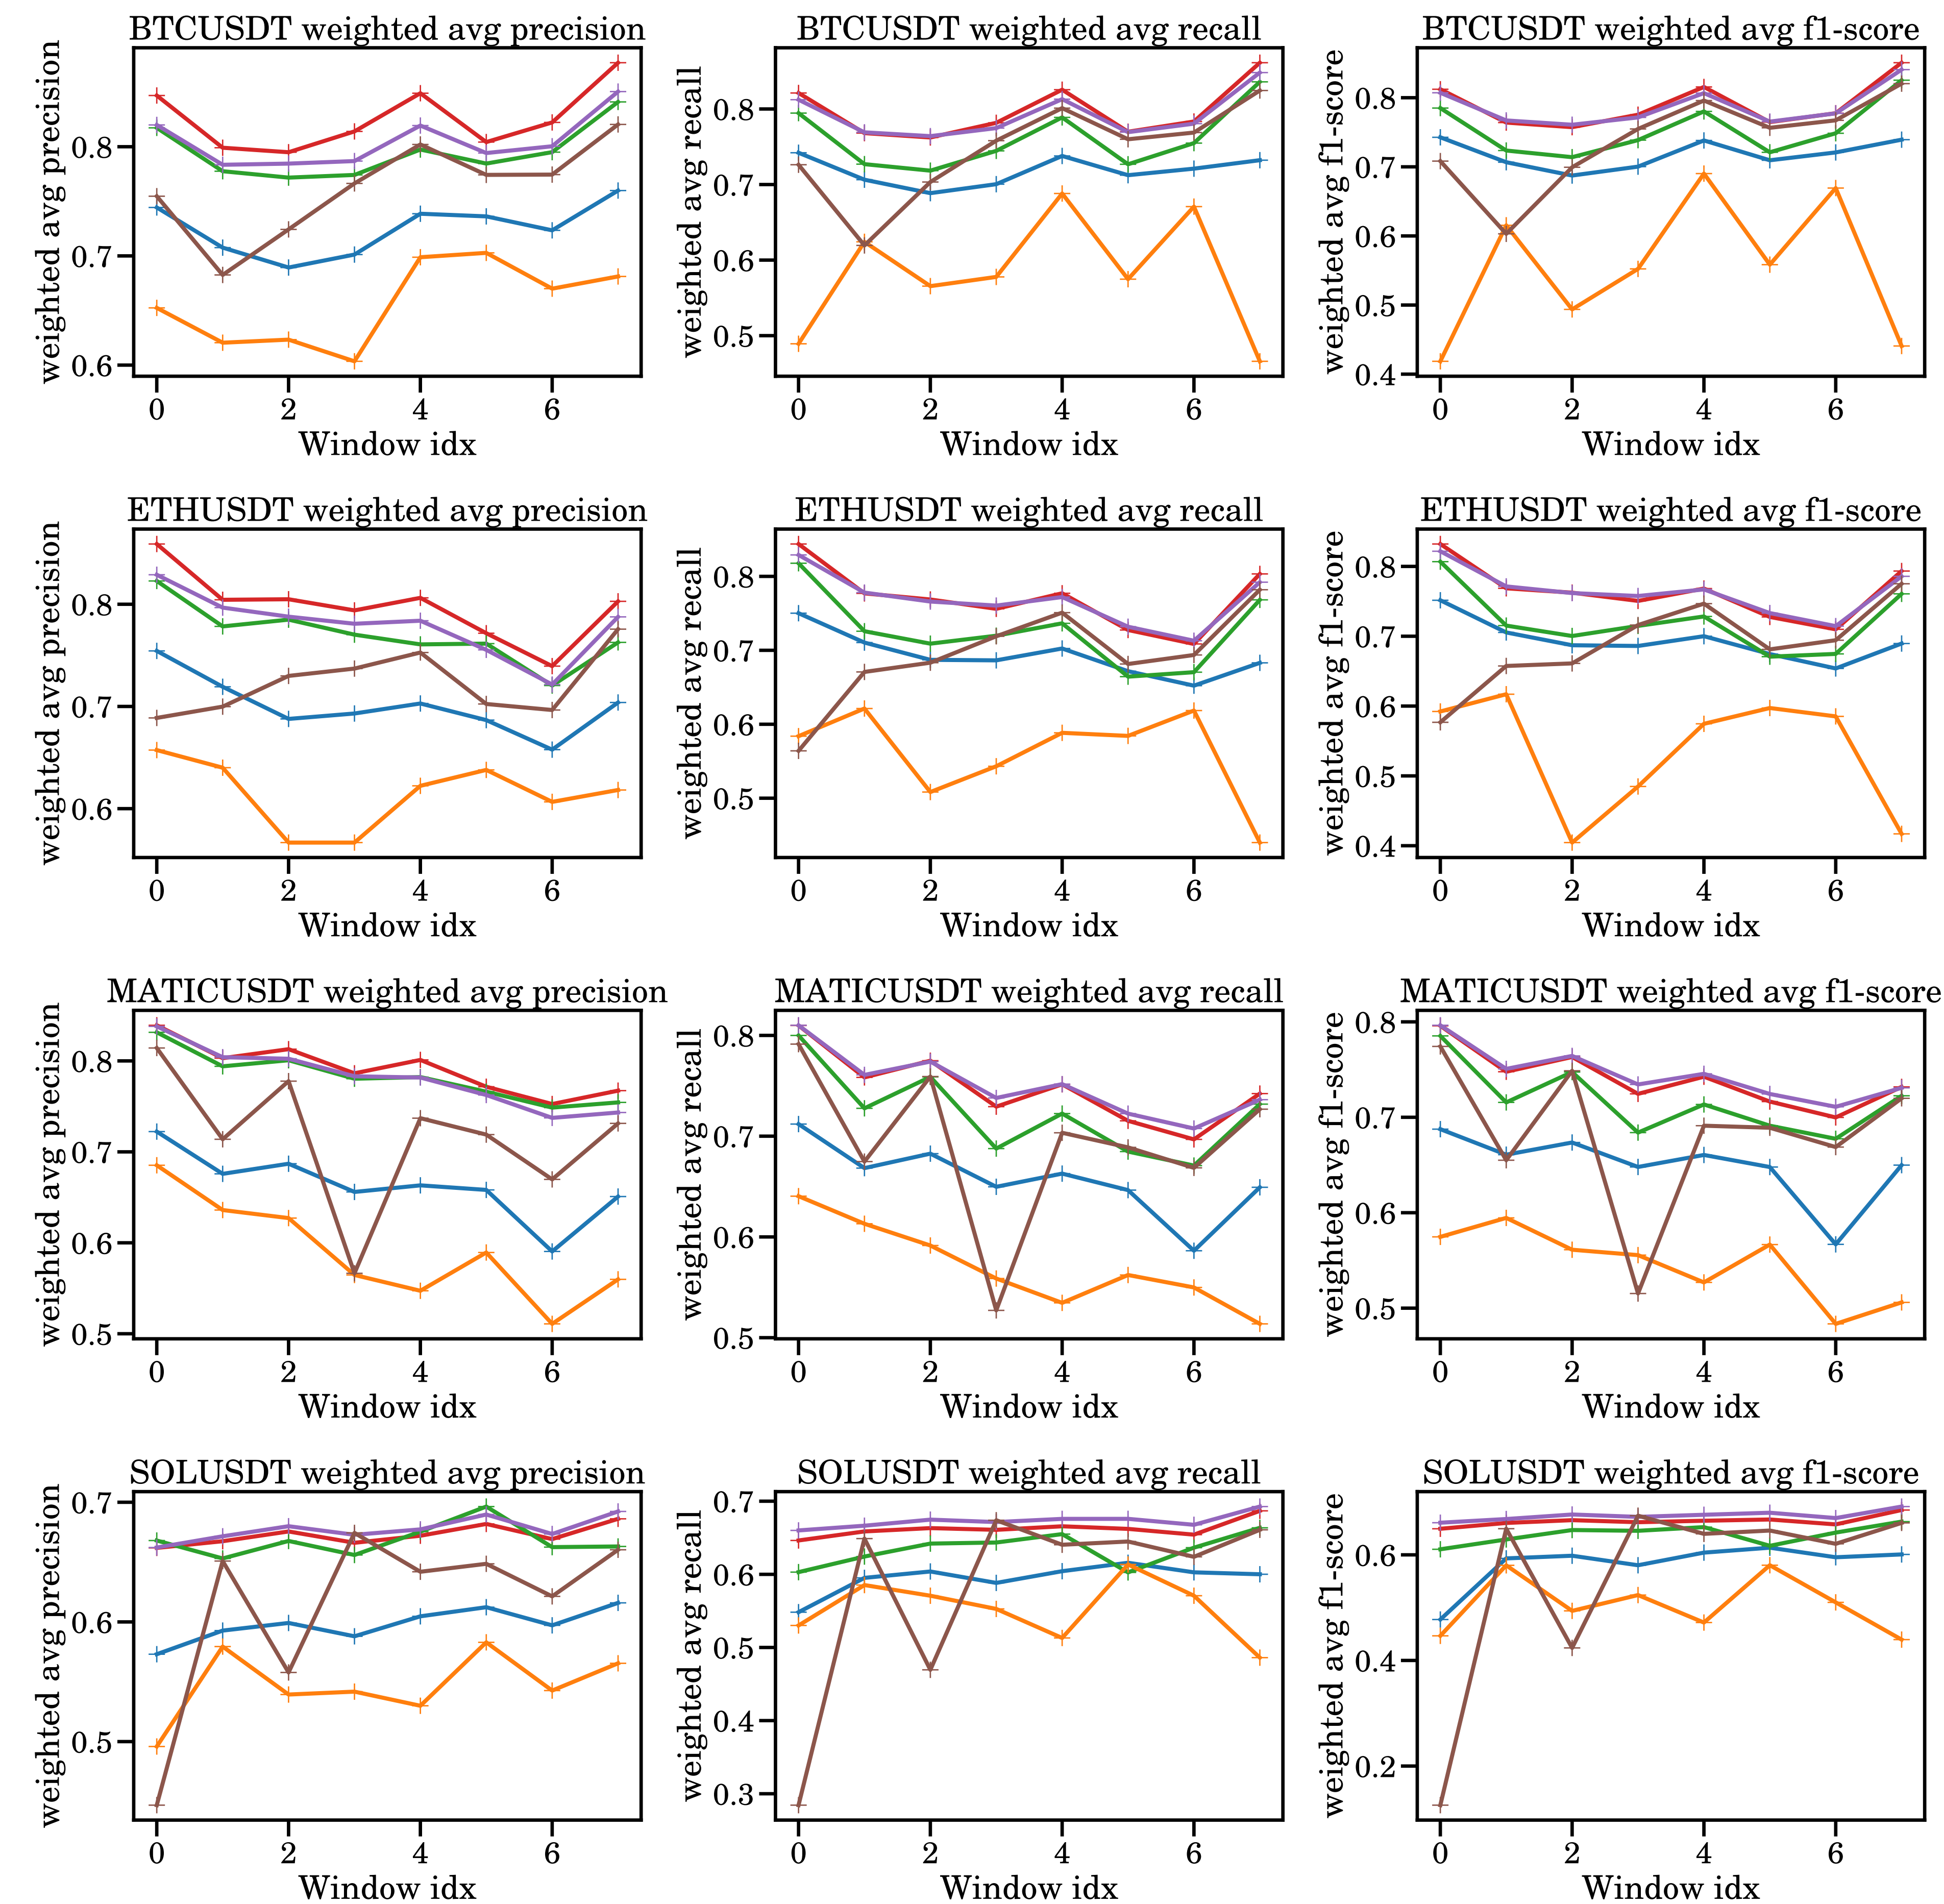 BTCUSDT weighted avg precision
weighted avg precision
0.8
0.7
0.6
0 2 4 6
Window idx
BTCUSDT weighted avg recall
weighted avg recall
0.8
0.7
0.6
0.5
0 2 4 6
Window idx
BTCUSDT weighted avg f1-score
weighted avg f1-score
0.8
0.7
0.6
0.5
0.4
0 2 4 6
Window idx
ETHUSDT weighted avg precision
weighted avg precision
0.8
0.7
0.6
0 2 4 6
Window idx
ETHUSDT weighted avg recall
weighted avg recall
0.8
0.7
0.6
0.5
0 2 4 6
Window idx
ETHUSDT weighted avg f1-score
weighted avg f1-score
0.8
0.7
0.6
0.5
0.4
0 2 4 6
Window idx
MATICUSDT weighted avg precision
weighted avg precision
0.8
0.7
0.6
0.5
0 2 4 6
Window idx
MATICUSDT weighted avg recall
weighted avg recall
0.8
0.7
0.6
0.5
0 2 4 6
Window idx
MATICUSDT weighted avg f1-score
weighted avg f1-score
0.8
0.7
0.6
0.5
0 2 4 6
Window idx
SOLUSDT weighted avg precision
weighted avg precision
0.7
0.6
0.5
0 2 4 6
Window idx
SOLUSDT weighted avg recall
weighted avg recall
0.7
0.6
0.5
0.4
0.3
0 2 4 6
Window idx
SOLUSDT weighted avg f1-score
weighted avg f1-score
0.6
0.4
0.2
0 2 4 6
Window idx